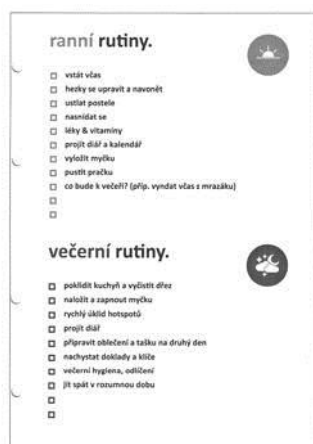 ranní rutiny.
vstát včas
hezky se upravit a navonět
ustlat postele
nasnídat se
léky & vitamíny
projít diář a kalendář
vyložit myčku
pustit pračku
co bude k večeři? (příp. vyndat včas z mrazáku)
večerní rutiny.
poklidit kuchyň a vyčistit dřez
naložit a zapnout myčku
rychlý úklid hotspotů
projít diář
připravit oblečení a tašku na druhý den
nachystat doklady a klíče
večerní hygiena, odlíčení
jít spát v rozumnou dobu